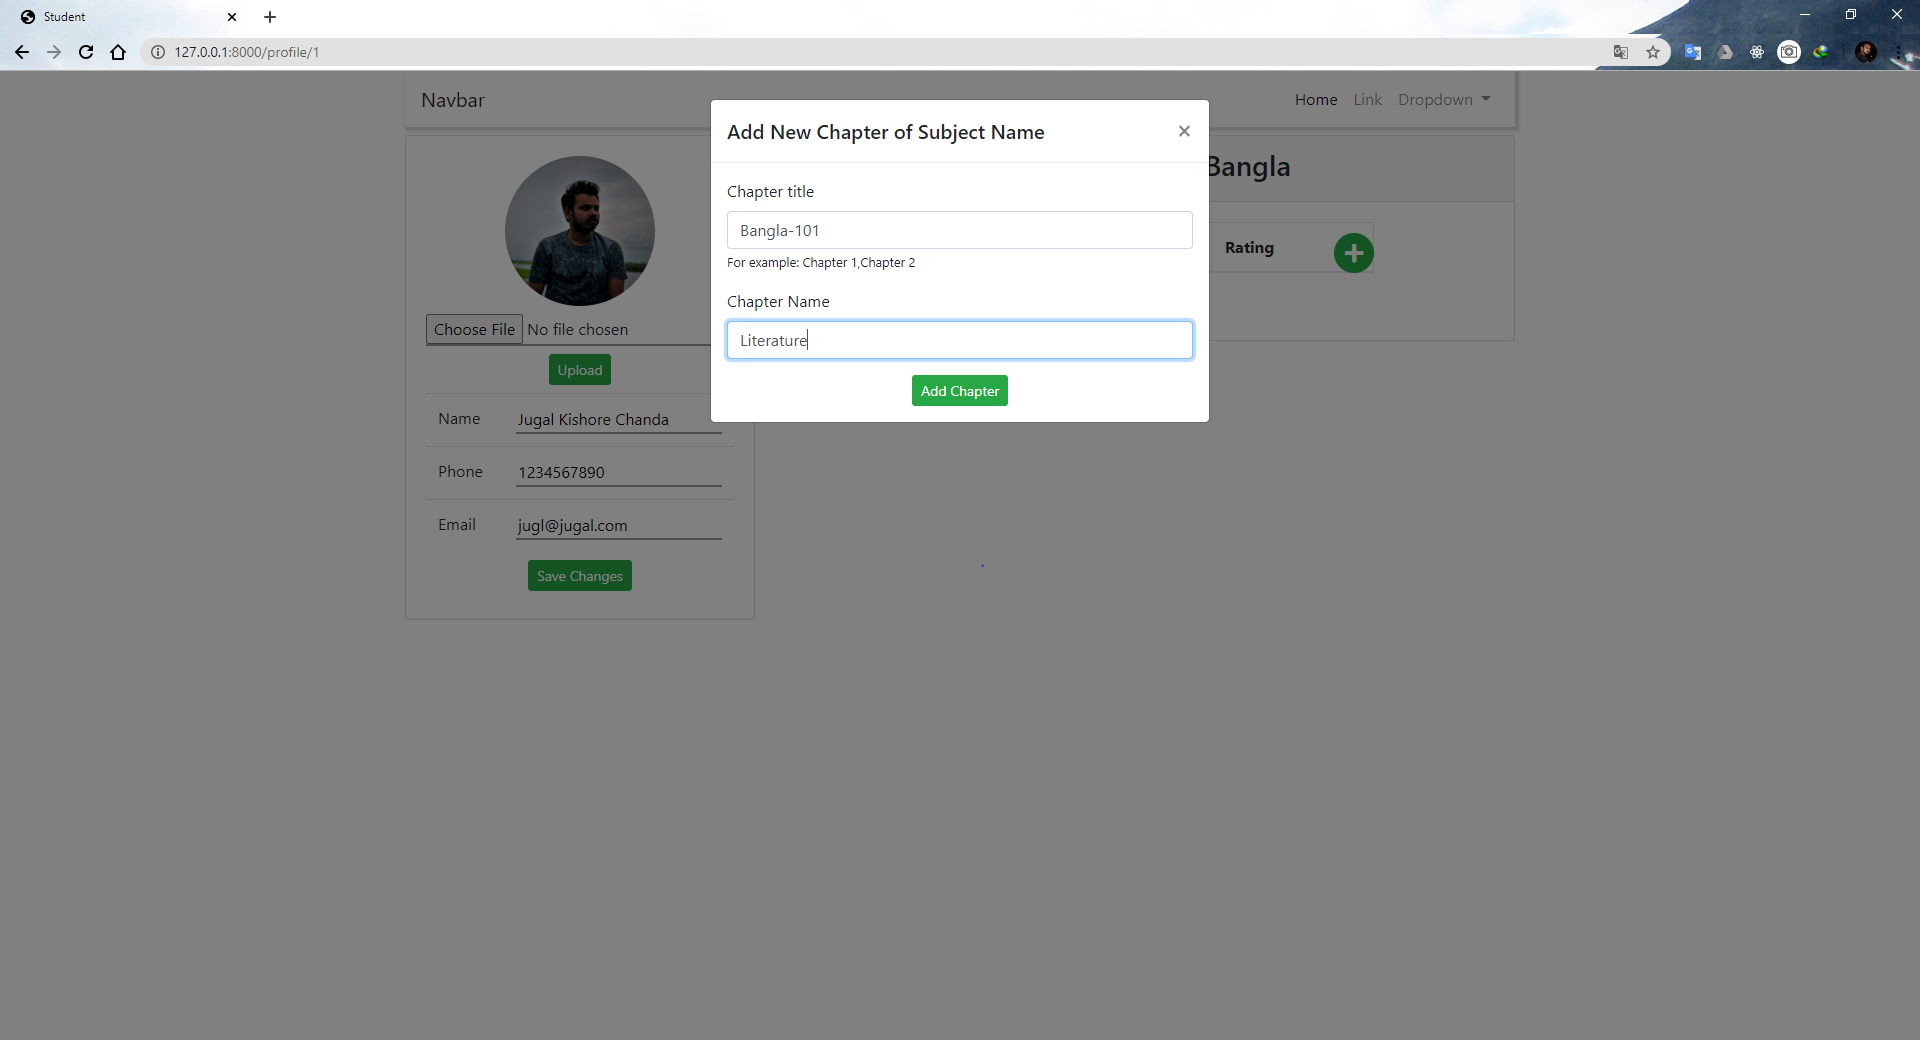 Student
127.0.0.1:8000/profile/1
Navbar
Home Link Dropdown
Add New Chapter of Subject Name ×
Bangla
Chapter title
Bangla-101
For example: Chapter 1,Chapter 2
Rating
Chapter Name
Literature
Add Chapter
Choose File No file chosen
Upload
Name Jugal Kishore Chanda
Phone 1234567890
Email jugl@jugal.com
Save Changes